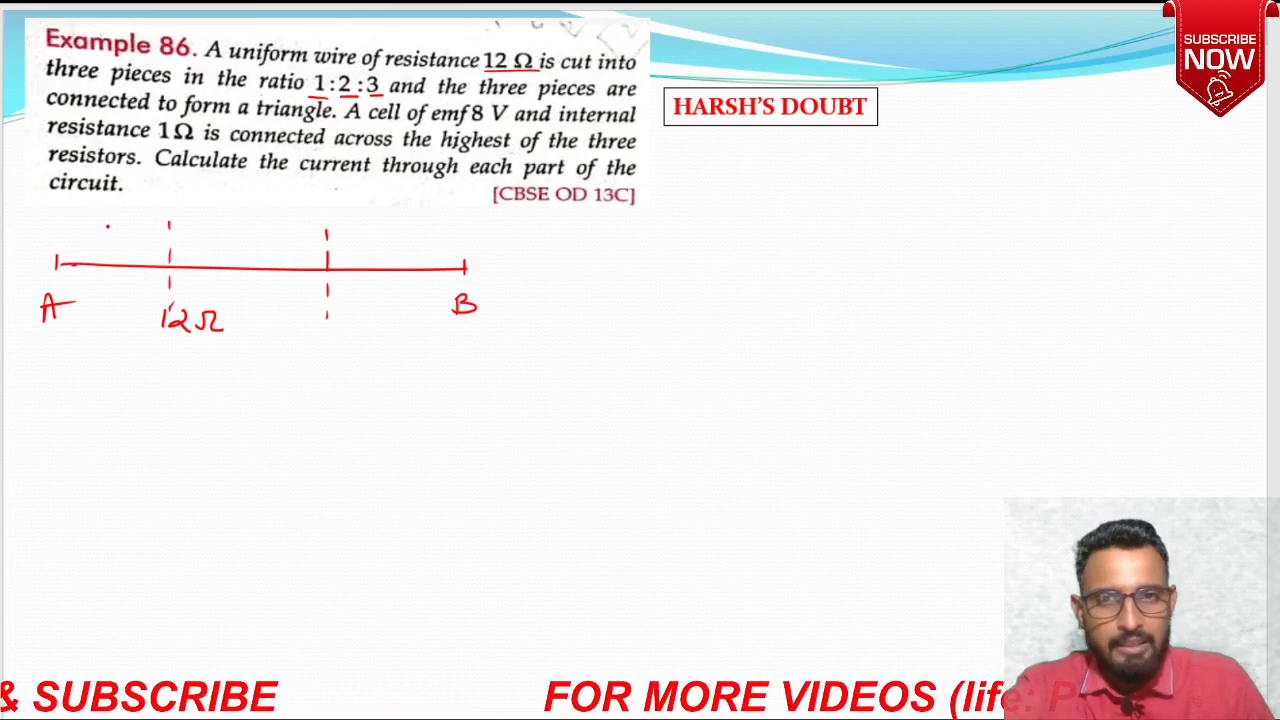 Example 86. A uniform wire of resistance 12 Ω is cut into
three pieces in the ratio 1 : 2 : 3 and the three pieces are
connected to form a triangle. A cell of emf 8 V and internal
resistance 1 Ω is connected across the highest of the three
resistors. Calculate the current through each part of the
circuit.
[CBSE OD 13C]
HARSH'S DOUBT
SUBSCRIBE
NOW
A
12 Ω
B
& SUBSCRIBE
FOR MORE VIDEOS (life: P